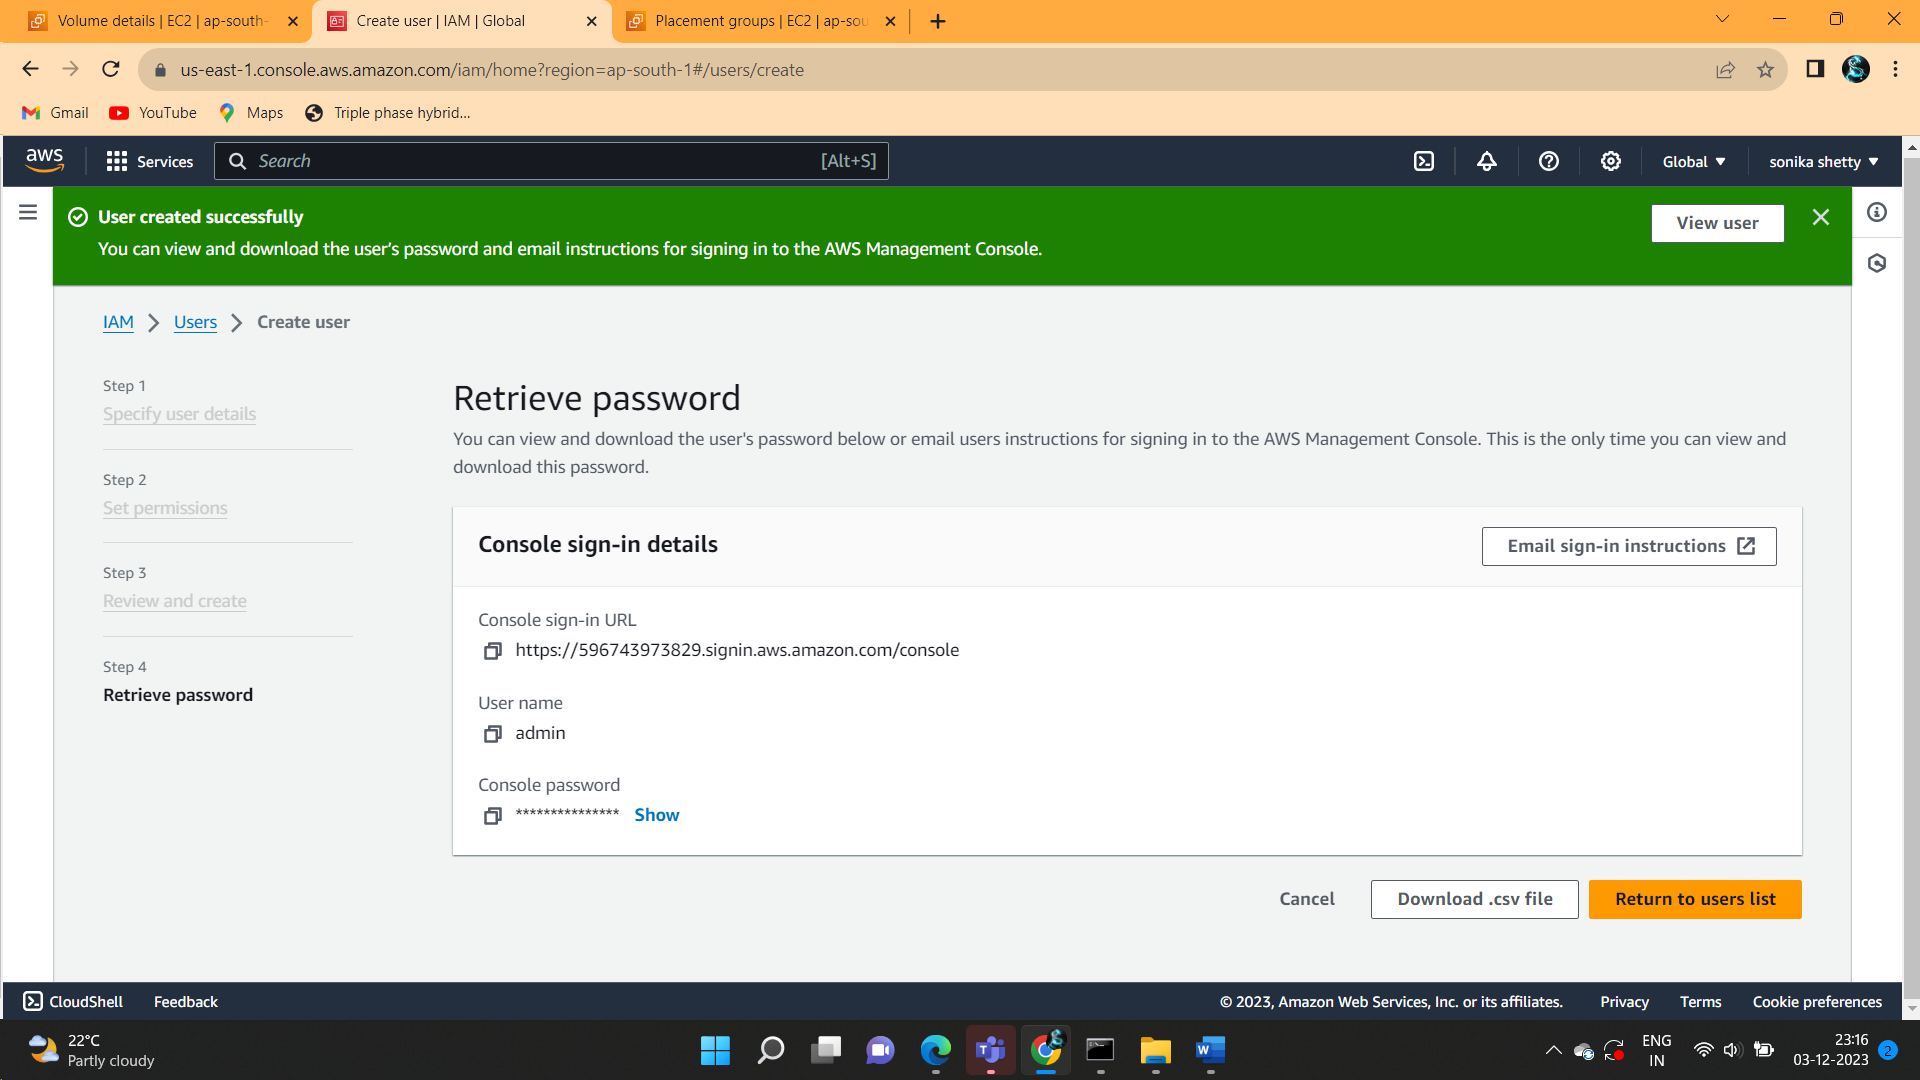 Volume details | EC2 | ap-south-
Create user | IAM | Global
Placement groups | EC2 | ap-sou
us-east-1.console.aws.amazon.com/iam/home?region=ap-south-1#/users/create
Gmail
YouTube
Maps
Triple phase hybrid...
aws
Services
Search
[Alt+S]
Global
sonika shetty
User created successfully
You can view and download the user's password and email instructions for signing in to the AWS Management Console.
View user
IAM
Users
Create user
Step 1
Specify user details
Step 2
Set permissions
Step 3
Review and create
Step 4
Retrieve password
Retrieve password
You can view and download the user's password below or email users instructions for signing in to the AWS Management Console. This is the only time you can view and
download this password.
Console sign-in details
Email sign-in instructions
Console sign-in URL
https://596743973829.signin.aws.amazon.com/console
User name
admin
Console password
*************** Show
Cancel
Download .csv file
Return to users list
CloudShell
Feedback
© 2023, Amazon Web Services, Inc. or its affiliates.
Privacy
Terms
Cookie preferences
22°C
Partly cloudy
ENG
IN
23:16
03-12-2023
2